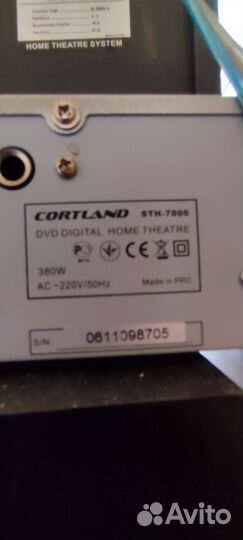 HOME THEATRE SYSTEM
CORTLAND STH-7000
DVD DIGITAL HOME THEATRE
380W
AC ~220V/50Hz Made in PRC
S/N: 0611098705
Avito